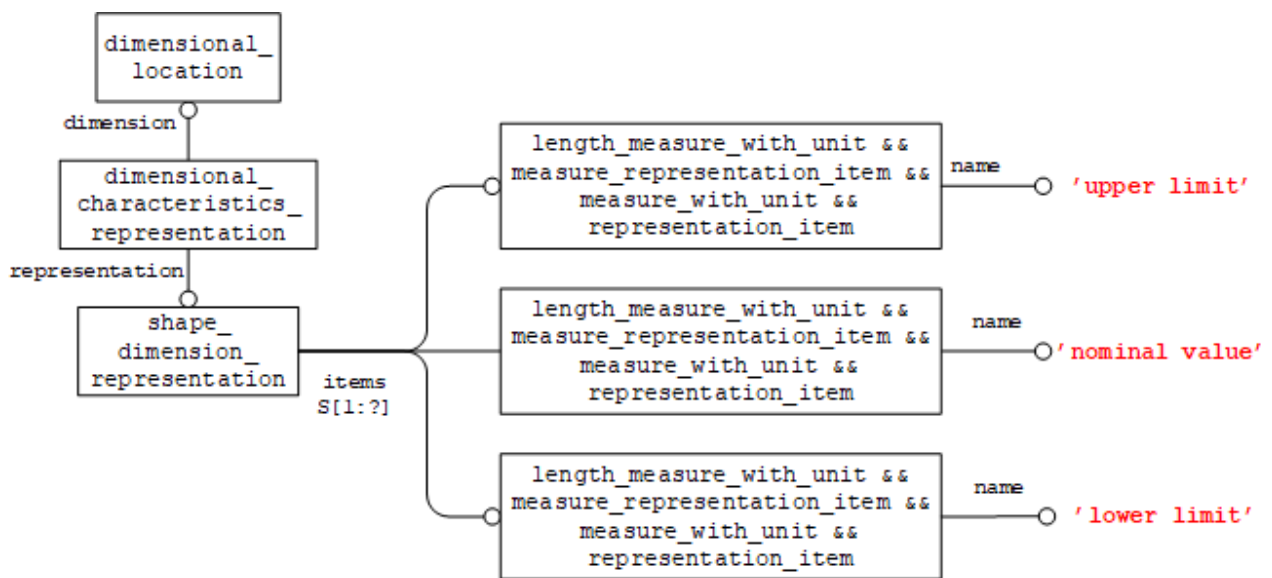 dimensional_
location
dimension
dimensional_
characteristics_
representation
representation
shape_
dimension_
representation
items
S[1:?]
length_measure_with_unit &&
measure_representation_item &&
measure_with_unit &&
representation_item
name
'upper limit'
length_measure_with_unit &&
measure_representation_item &&
measure_with_unit &&
representation_item
name
'nominal value'
length_measure_with_unit &&
measure_representation_item &&
measure_with_unit &&
representation_item
name
'lower limit'